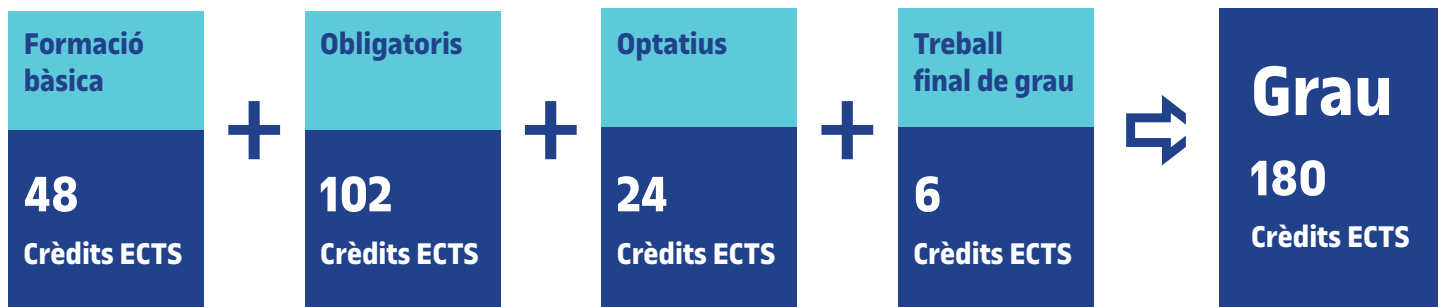 Formació
bàsica
48
Crèdits ECTS
+
Obligatoris
102
Crèdits ECTS
+
Optatius
24
Crèdits ECTS
+
Treball
final de grau
6
Crèdits ECTS
Grau
180
Crèdits ECTS